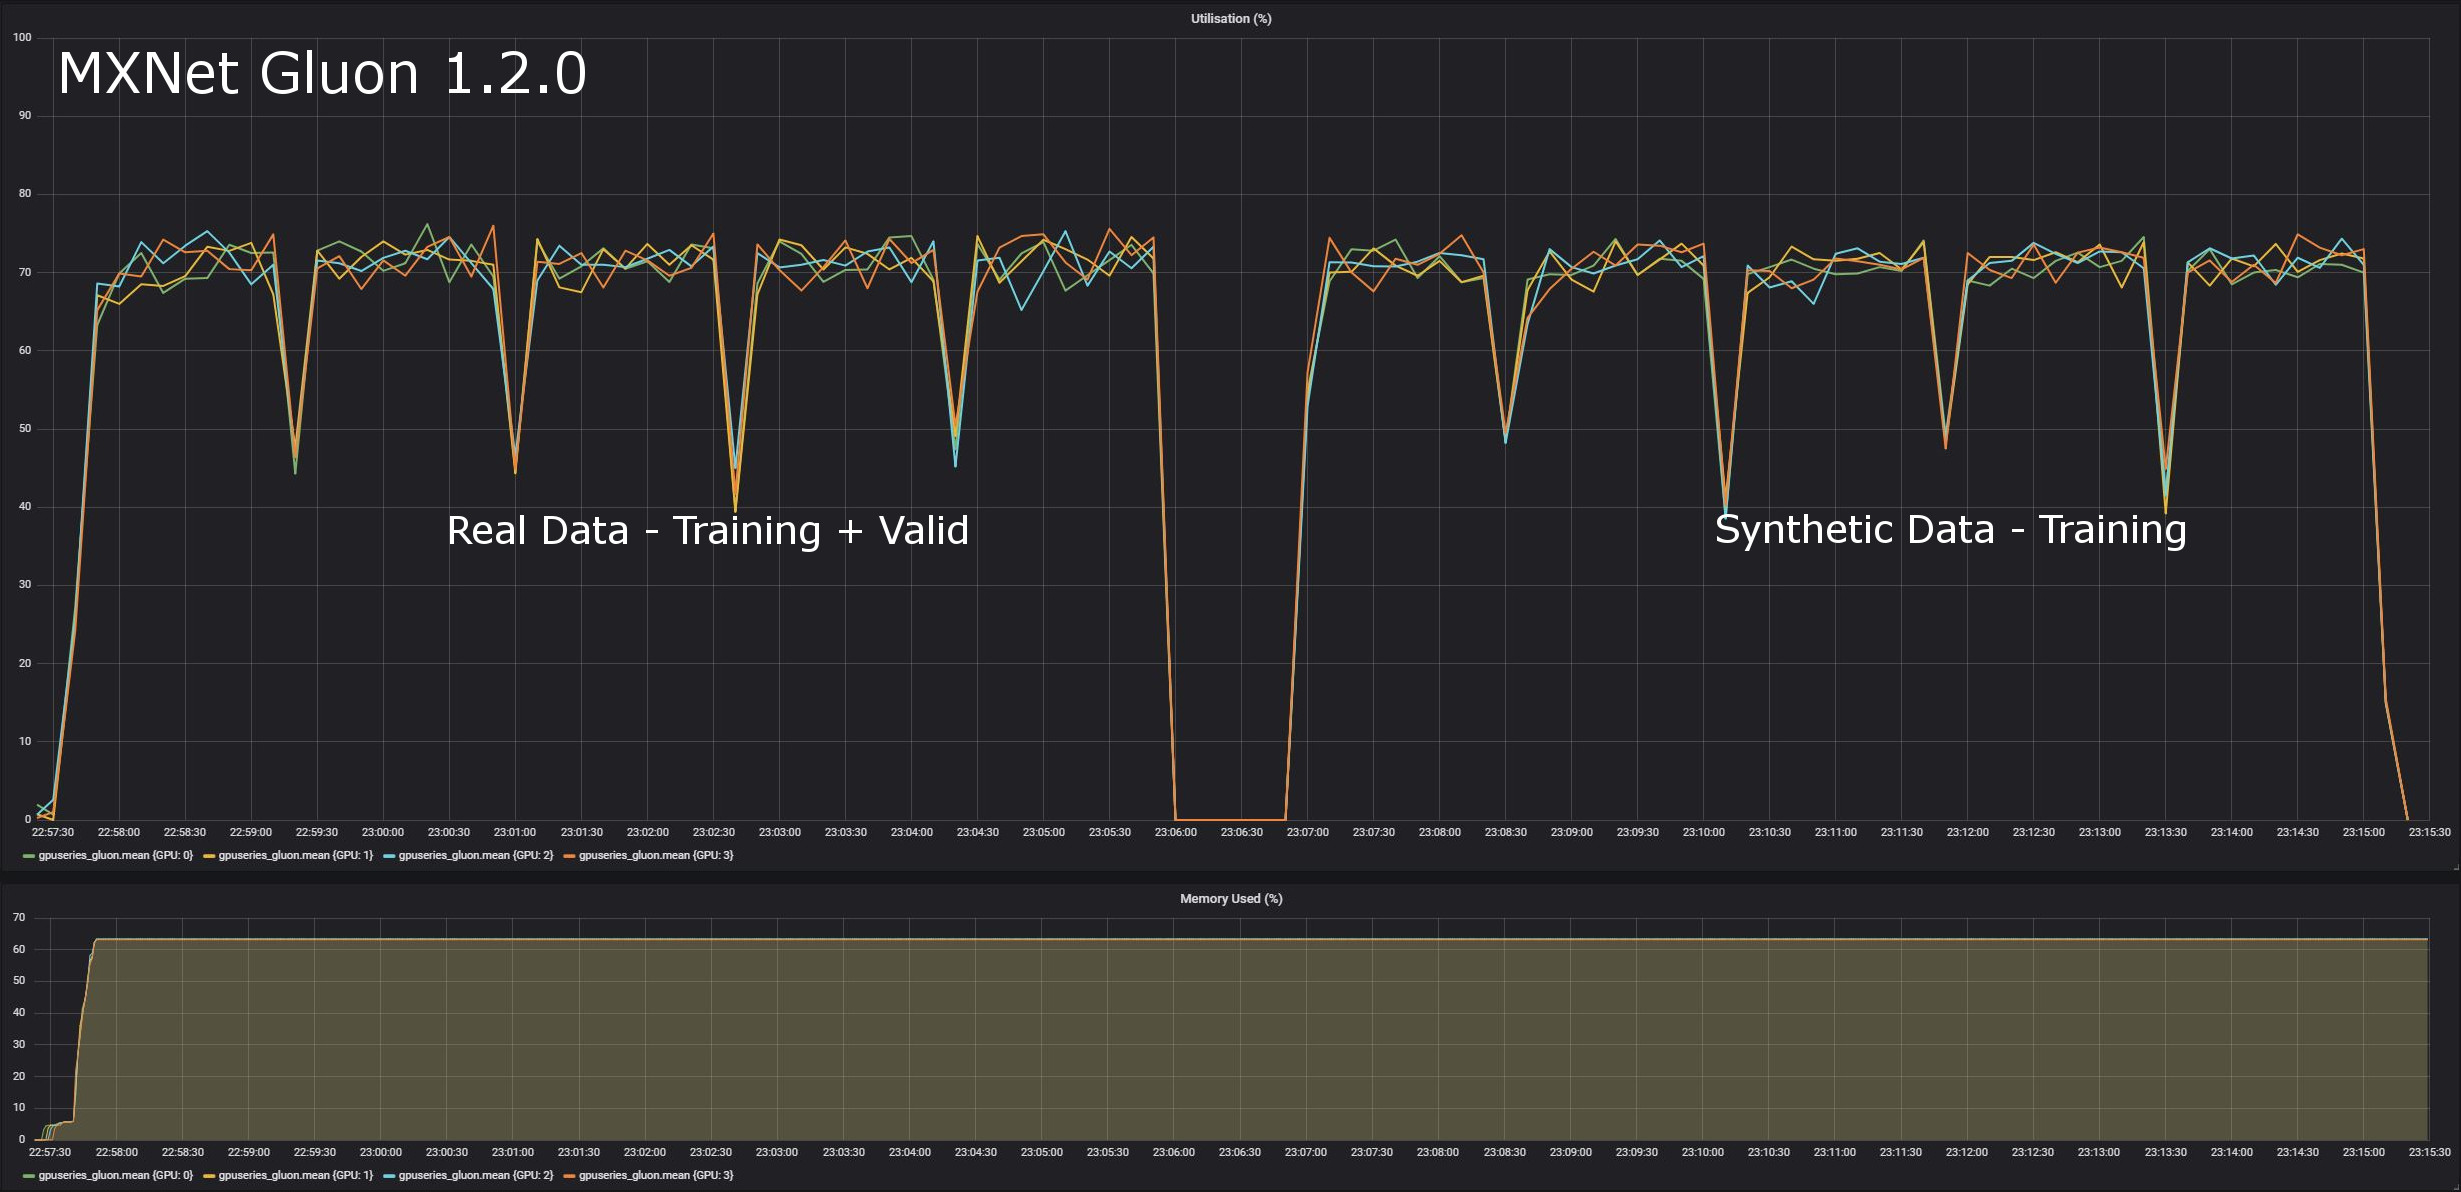 Utilisation (%)
MXNet Gluon 1.2.0
100
90
80
70
60
50
40
30
20
10
0
Real Data - Training + Valid
Synthetic Data - Training
22:57:30 22:58:00 22:58:30 22:59:00 22:59:30 23:00:00 23:00:30 23:01:00 23:01:30 23:02:00 23:02:30 23:03:00 23:03:30 23:04:00 23:04:30 23:05:00 23:05:30 23:06:00 23:06:30 23:07:00 23:07:30 23:08:00 23:08:30 23:09:00 23:09:30 23:10:00 23:10:30 23:11:00 23:11:30 23:12:00 23:12:30 23:13:00 23:13:30 23:14:00 23:14:30 23:15:00 23:15:30
gpuseries_gluon.mean {GPU: 0} gpuseries_gluon.mean {GPU: 1} gpuseries_gluon.mean {GPU: 2} gpuseries_gluon.mean {GPU: 3}
Memory Used (%)
70
60
50
40
30
20
10
0
22:57:30 22:58:00 22:58:30 22:59:00 22:59:30 23:00:00 23:00:30 23:01:00 23:01:30 23:02:00 23:02:30 23:03:00 23:03:30 23:04:00 23:04:30 23:05:00 23:05:30 23:06:00 23:06:30 23:07:00 23:07:30 23:08:00 23:08:30 23:09:00 23:09:30 23:10:00 23:10:30 23:11:00 23:11:30 23:12:00 23:12:30 23:13:00 23:13:30 23:14:00 23:14:30 23:15:00 23:15:30
gpuseries_gluon.mean {GPU: 0} gpuseries_gluon.mean {GPU: 1} gpuseries_gluon.mean {GPU: 2} gpuseries_gluon.mean {GPU: 3}